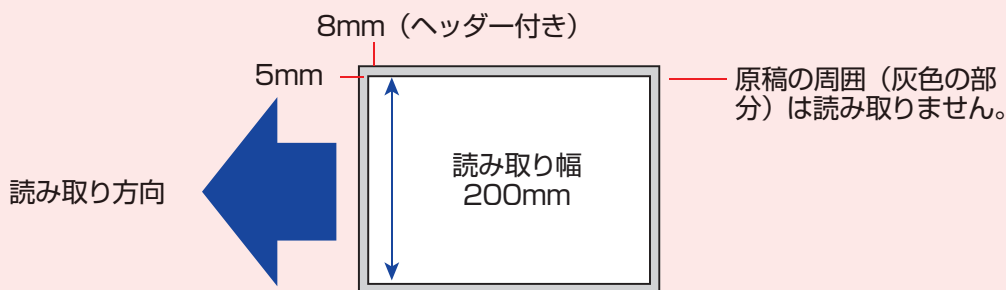 8mm（ヘッダー付き）
5mm
原稿の周囲（灰色の部
分）は読み取りません。
読み取り幅
200mm
読み取り方向